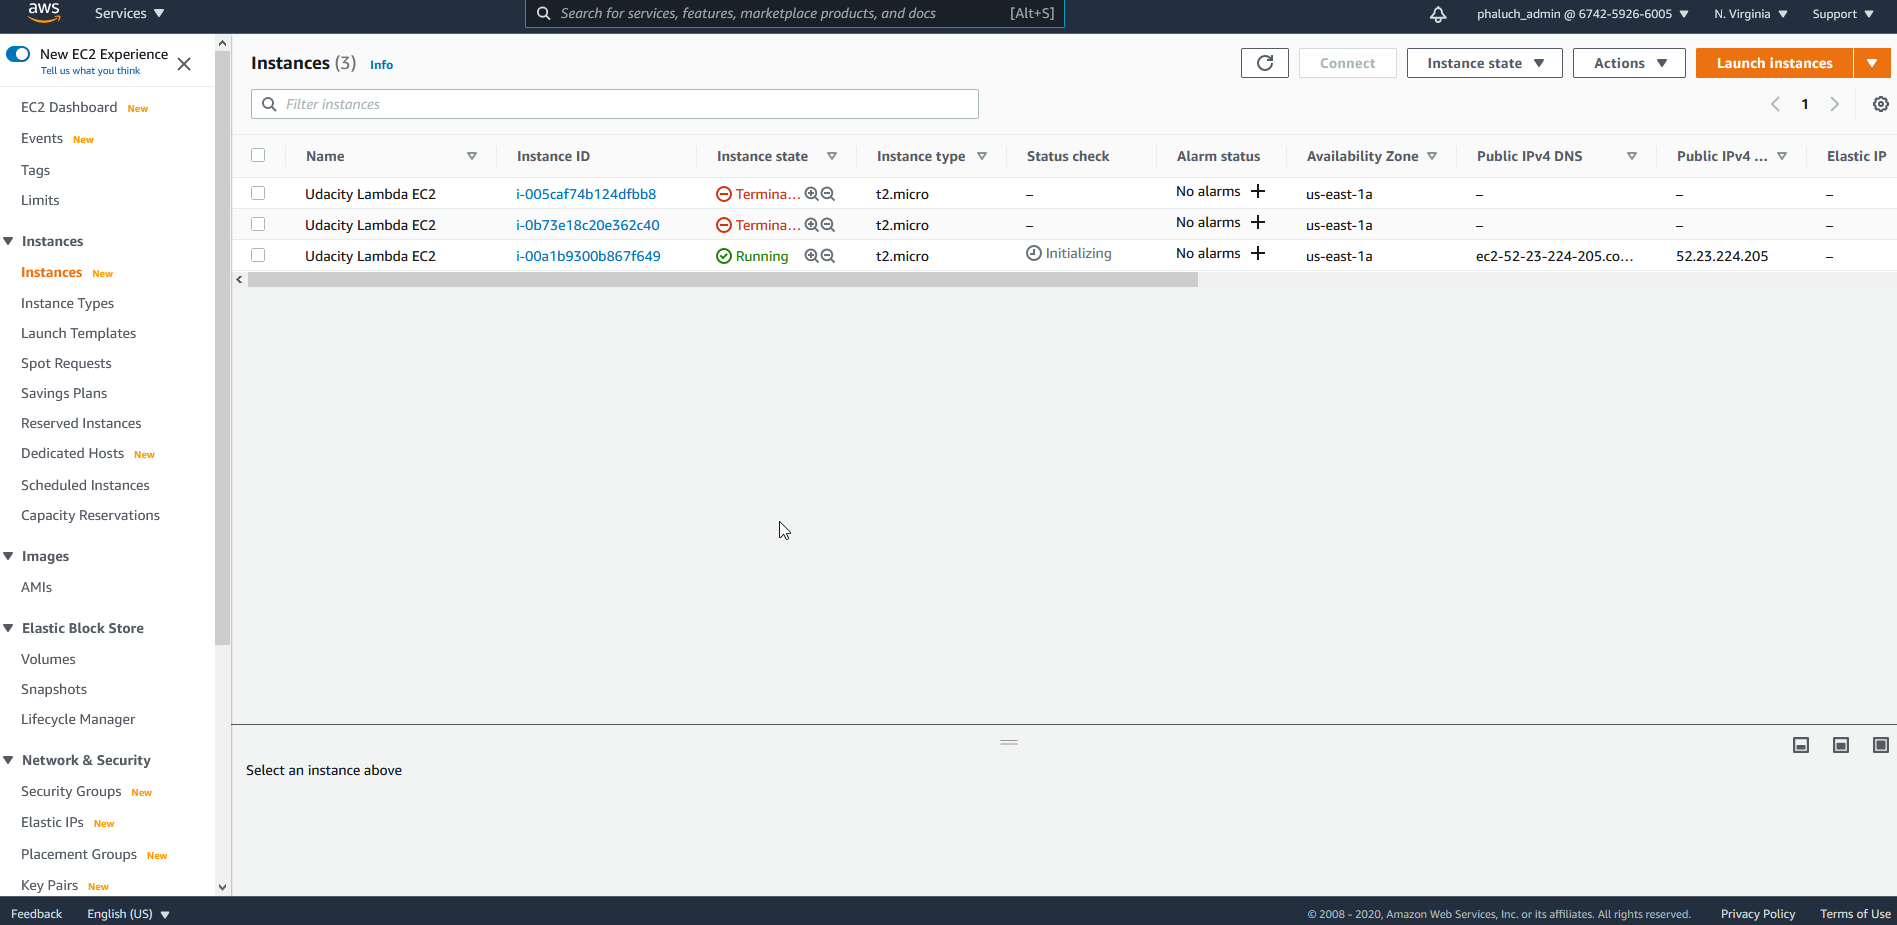 aws
Services
Search for services, features, marketplace products, and docs [Alt+S]
phaluch_admin @ 6742-5926-6005
N. Virginia
Support
New EC2 Experience
Tell us what you think
EC2 Dashboard New
Events New
Tags
Limits
Instances
Instances New
Instance Types
Launch Templates
Spot Requests
Savings Plans
Reserved Instances
Dedicated Hosts New
Scheduled Instances
Capacity Reservations
Images
AMIs
Elastic Block Store
Volumes
Snapshots
Lifecycle Manager
Network & Security
Security Groups New
Elastic IPs New
Placement Groups New
Key Pairs New
Instances (3) Info
Connect
Instance state
Actions
Launch instances
Filter instances
1
Name Instance ID Instance state Instance type Status check Alarm status Availability Zone Public IPv4 DNS Public IPv4 ... Elastic IP
Udacity Lambda EC2 i-005caf74b124dfbb8 Termina... t2.micro – No alarms + us-east-1a – – –
Udacity Lambda EC2 i-0b73e18c20e362c40 Termina... t2.micro – No alarms + us-east-1a – – –
Udacity Lambda EC2 i-00a1b9300b867f649 Running t2.micro Initializing No alarms + us-east-1a ec2-52-23-224-205.co... 52.23.224.205 –
Select an instance above
Feedback
English (US)
© 2008 - 2020, Amazon Web Services, Inc. or its affiliates. All rights reserved.
Privacy Policy
Terms of Use